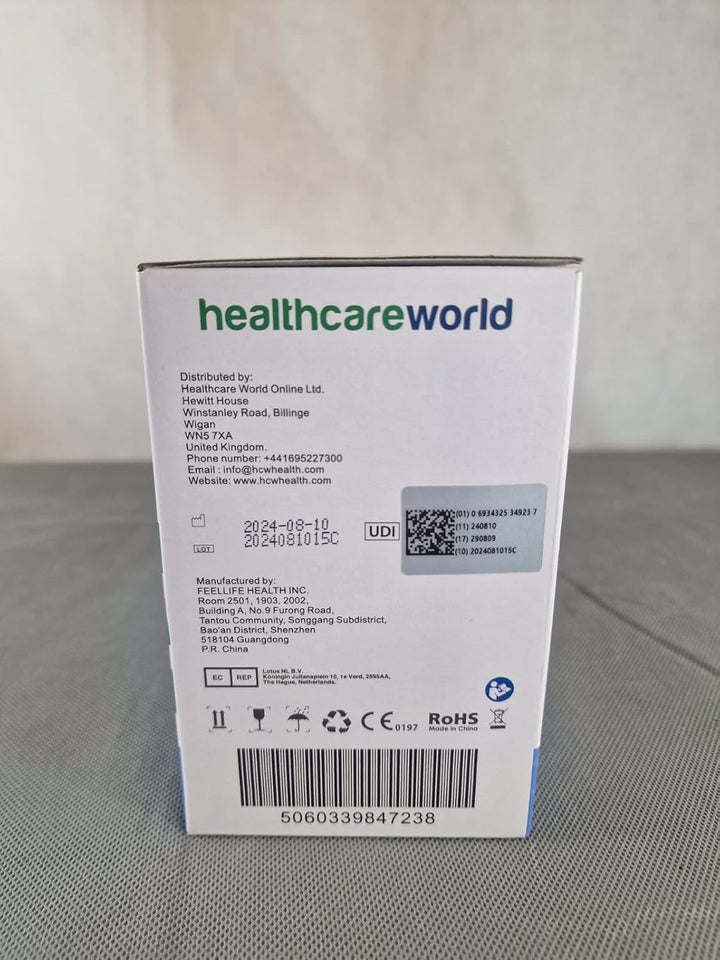 healthcareworld
Distributed by:
Healthcare World Online Ltd.
Hewitt House
Winstanley Road, Billinge
Wigan
WN5 7XA
United Kingdom.
Phone number: +441695227300
Email : info@hcwhealth.com
Website: www.hcwhealth.com
2024-08-10
LOT 2024081015C
UDI
(01) 0 6934325 34923 7
(11) 240810
(17) 290809
(10) 2024081015C
Manufactured by:
FEELLIFE HEALTH INC.
Room 2501, 1903, 2002,
Building A, No.9 Furong Road,
Tantou Community, Songgang Subdistrict,
Bao'an District, Shenzhen
518104 Guangdong
P.R. China
EC REP
Lotus NL B.V.
Koningin Julianaplein 10, 1e Verd, 2595AA,
The Hague, Netherlands.
CE 0197
RoHS
Made in China
5060339847238